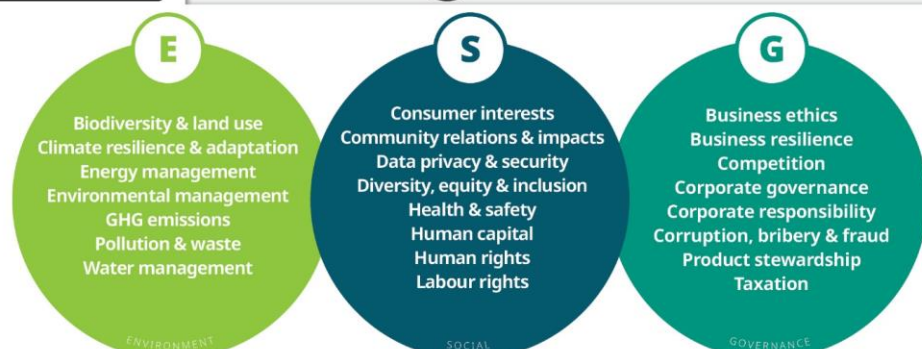 E
Biodiversity & land use
Climate resilience & adaptation
Energy management
Environmental management
GHG emissions
Pollution & waste
Water management
ENVIRONMENT
S
Consumer interests
Community relations & impacts
Data privacy & security
Diversity, equity & inclusion
Health & safety
Human capital
Human rights
Labour rights
SOCIAL
G
Business ethics
Business resilience
Competition
Corporate governance
Corporate responsibility
Corruption, bribery & fraud
Product stewardship
Taxation
GOVERNANCE